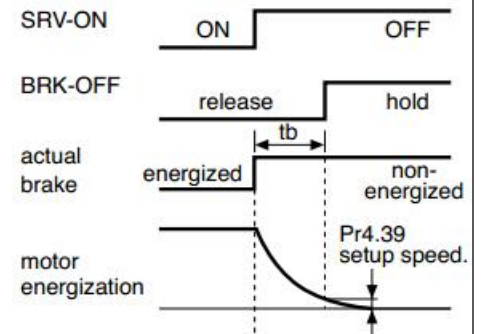 SRV-ON
ON
OFF
BRK-OFF
release
hold
tb
actual
brake
energized
non-
energized
Pr4.39
setup speed.
motor
energization